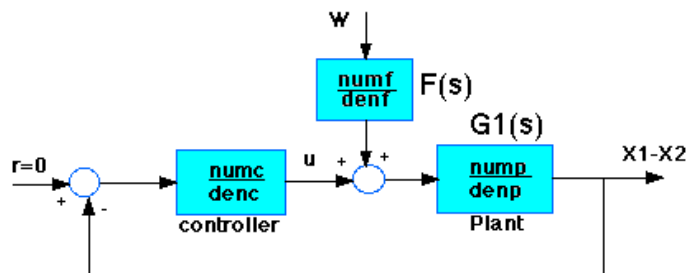 W
numf
denf
F(s)
G1(s)
r=0
+
-
numc
denc
controller
u
+
+
+
nump
denp
Plant
X1-X2